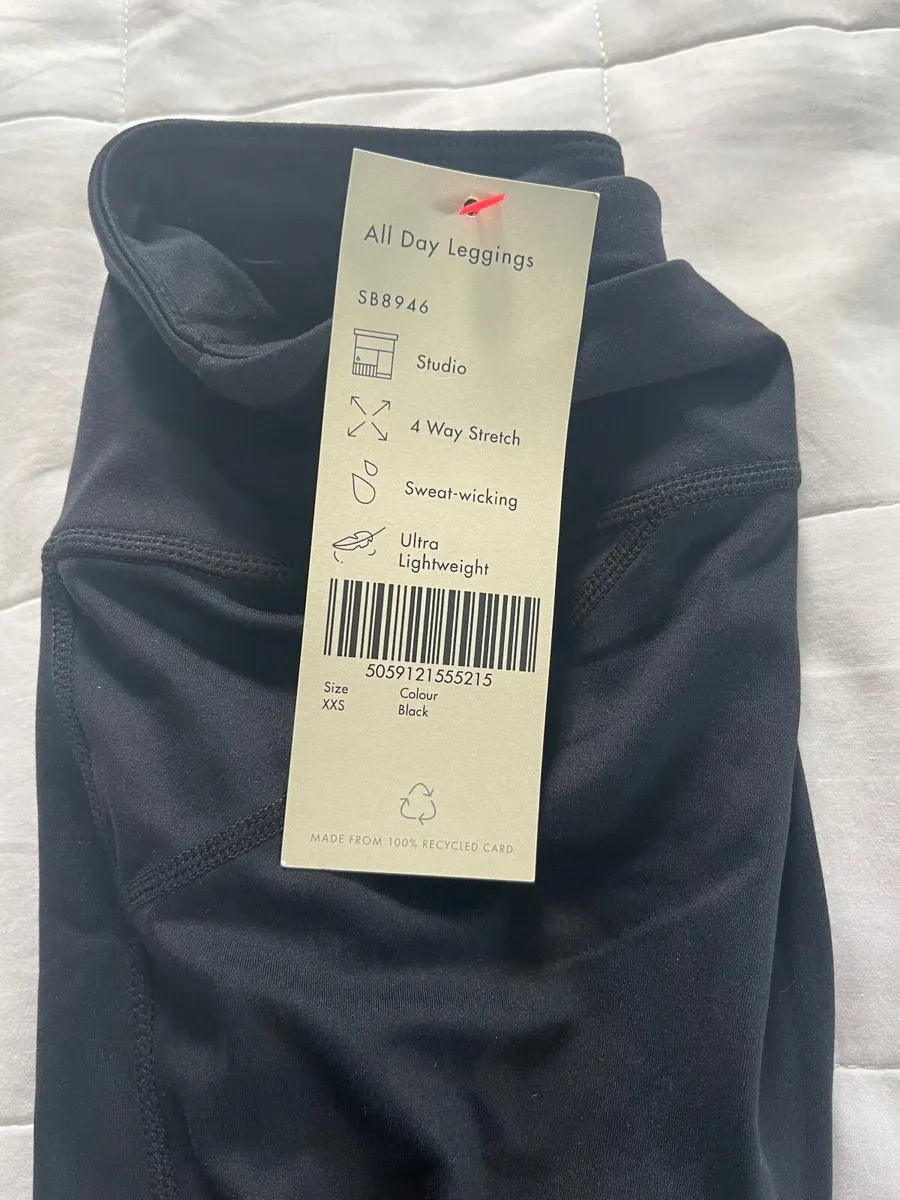 All Day Leggings
SB8946
Studio
4 Way Stretch
Sweat-wicking
Ultra
Lightweight
5059121555215
Size
XXS
Colour
Black
MADE FROM 100% RECYCLED CARD